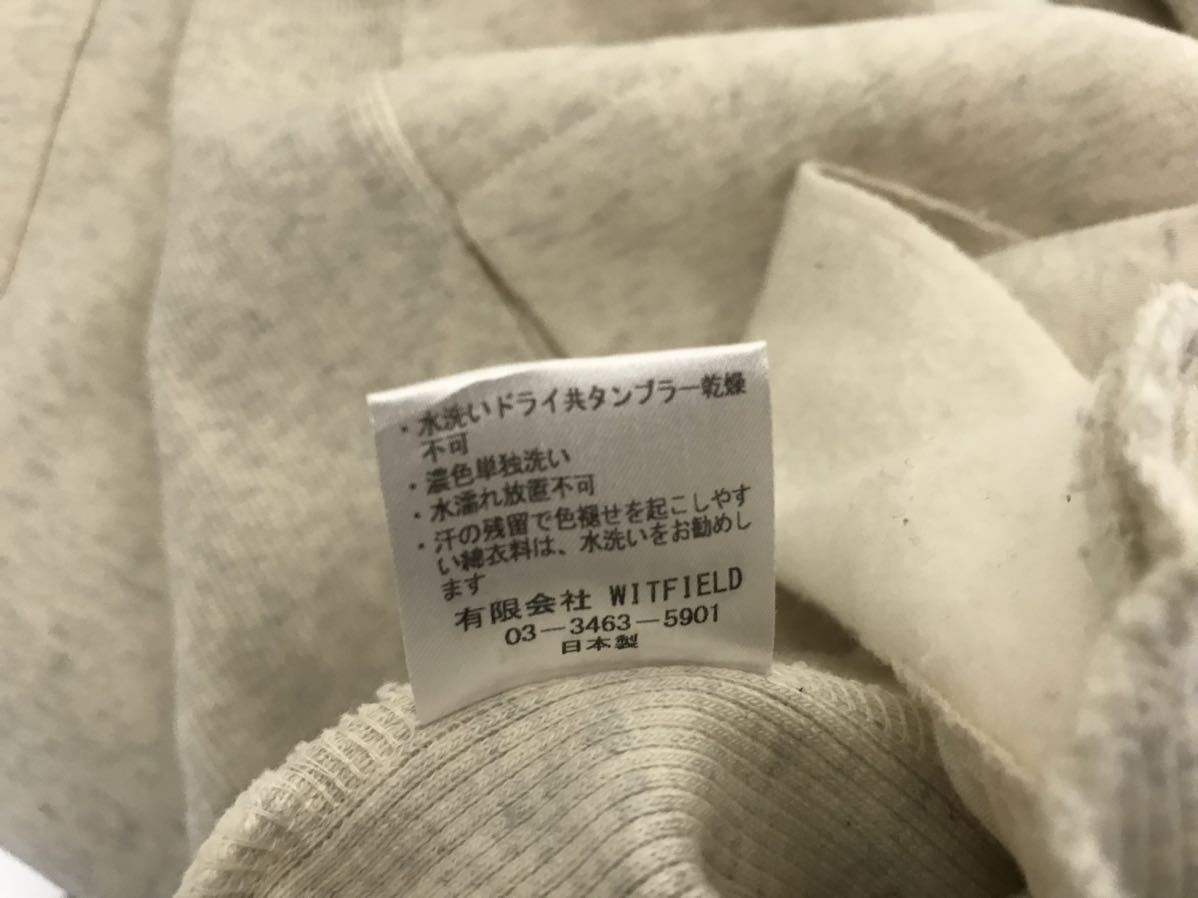 ・水洗いドライ共タンブラー乾燥
不可
・濃色単独洗い
・水濡れ放置不可
・汗の残留で色褪せを起こしやす
い綿衣料は、水洗いをお勧めし
ます
有限会社 WITFIELD
03－3463－5901
日本製